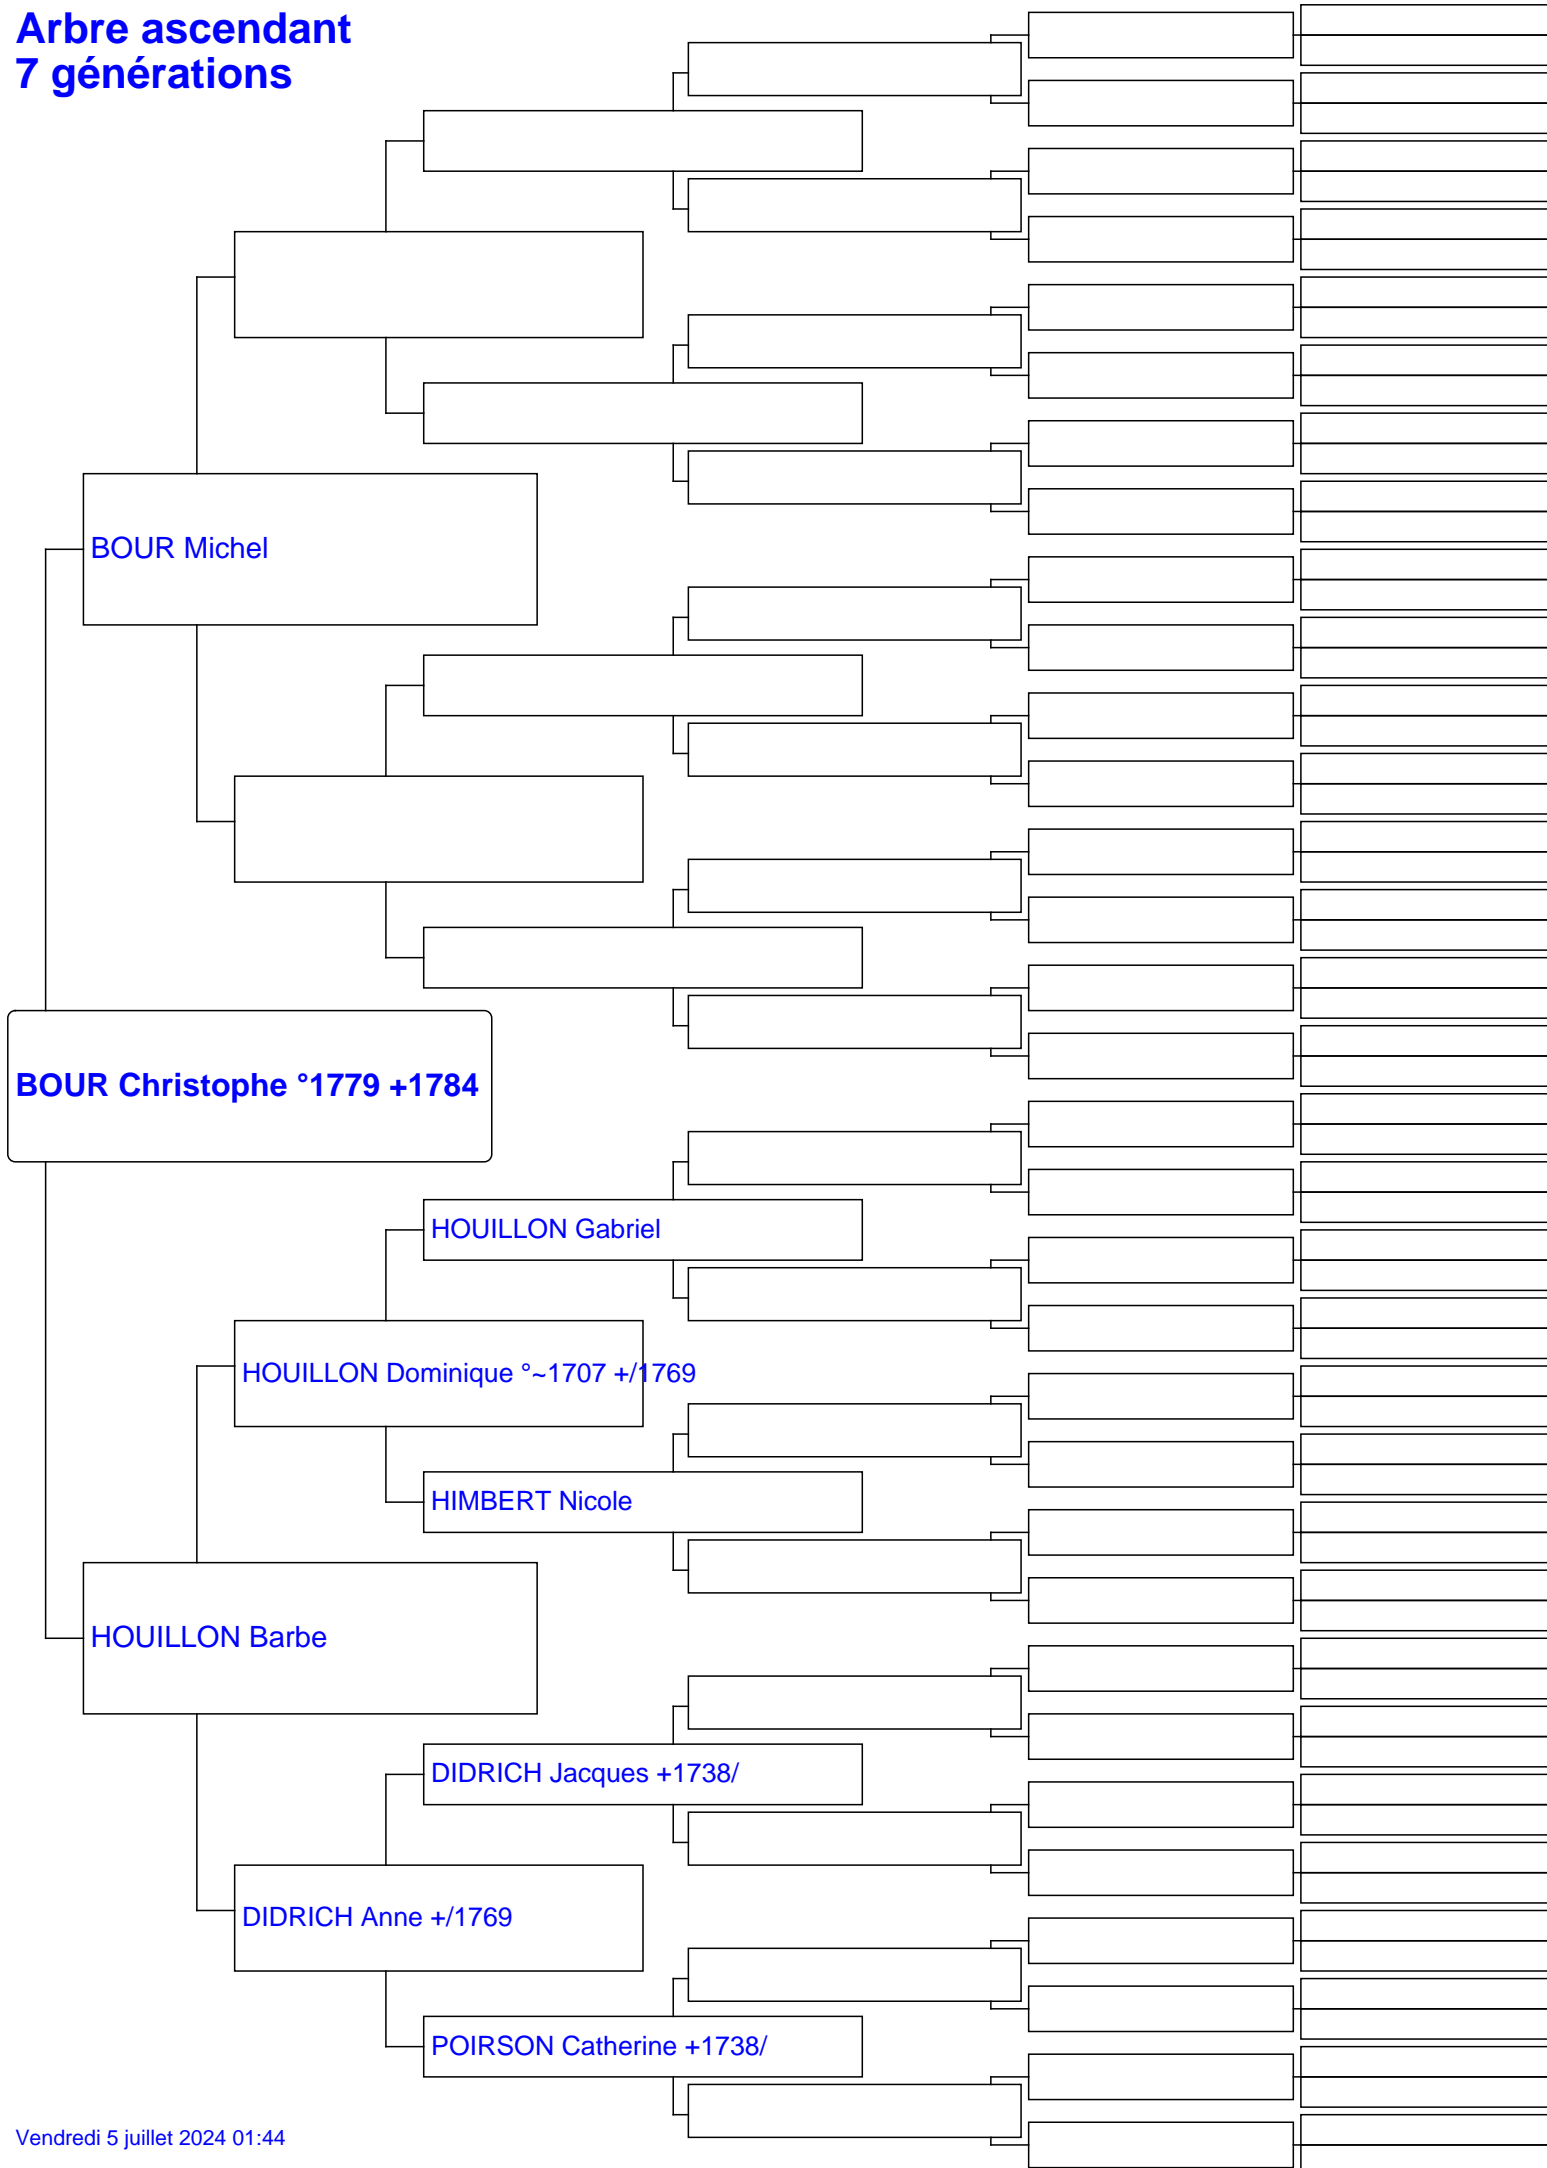 Arbre ascendant
7 générations
BOUR Michel
BOUR Christophe °1779 +1784
HOUILLON Gabriel
HOUILLON Dominique °~1707 +/1769
HIMBERT Nicole
HOUILLON Barbe
DIDRICH Jacques +1738/
DIDRICH Anne +/1769
POIRSON Catherine +1738/
Vendredi 5 juillet 2024 01:44